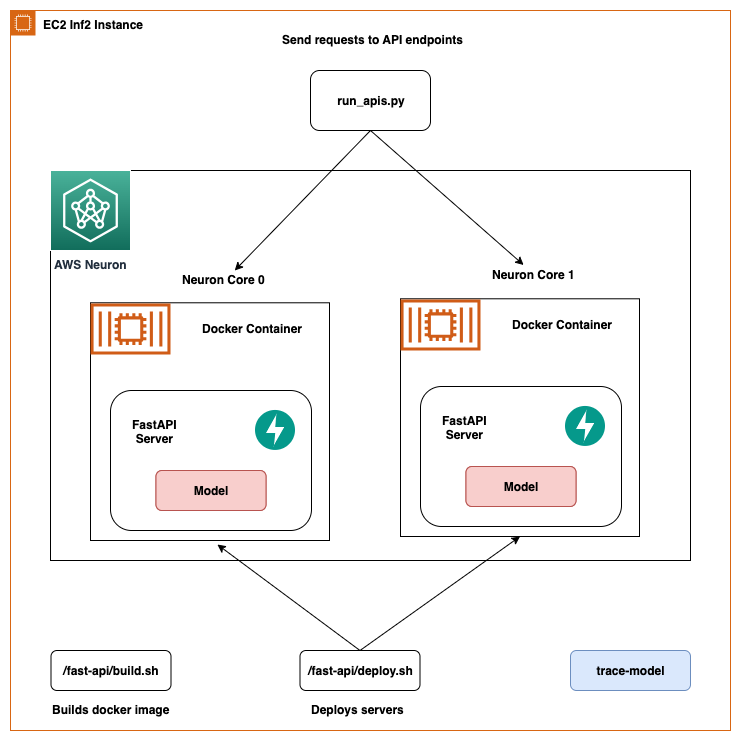 EC2 Inf2 Instance
Send requests to API endpoints
run_apis.py
AWS Neuron
Neuron Core 0
Neuron Core 1
Docker Container
Docker Container
FastAPI
Server
FastAPI
Server
Model
Model
/fast-api/build.sh
/fast-api/deploy.sh
trace-model
Builds docker image
Deploys servers